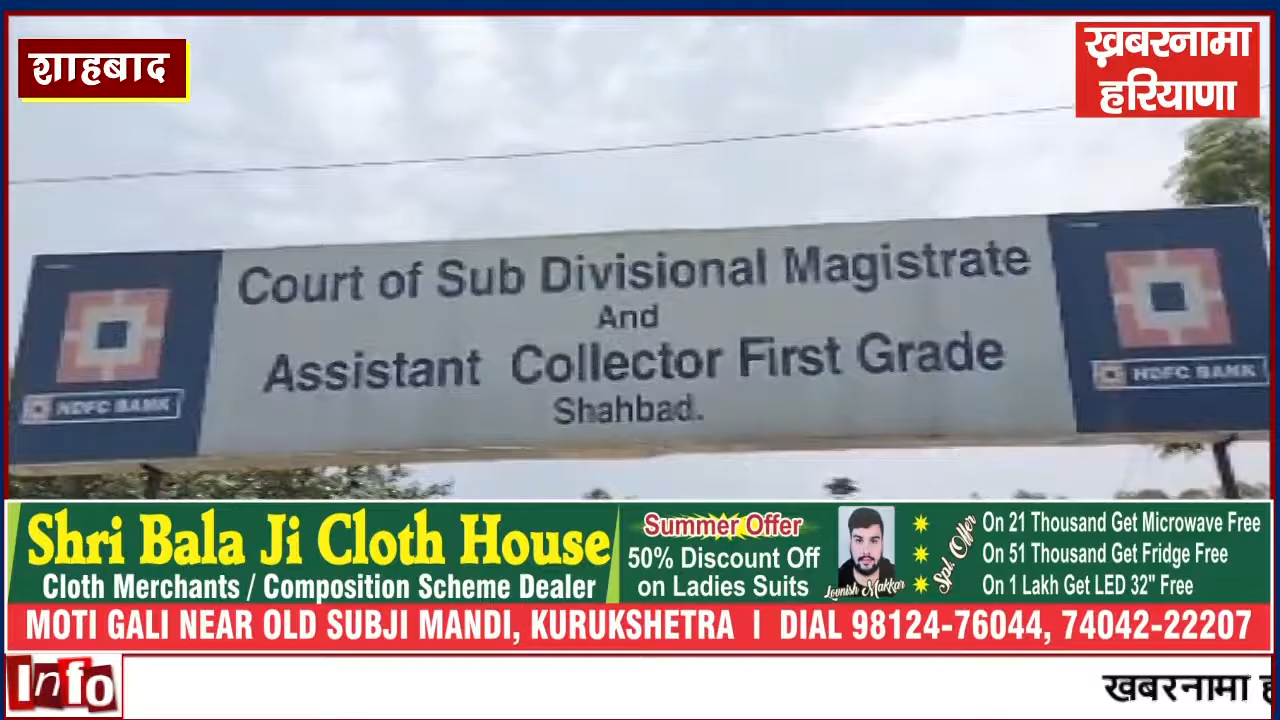 शाहबाद
ख़बरनामा
हरियाणा
Court of Sub Divisional Magistrate
And
Assistant Collector First Grade
Shahbad.
HDFC BANK
HDFC BANK
Shri Bala Ji Cloth House
Cloth Merchants / Composition Scheme Dealer
Summer Offer
50% Discount Off
on Ladies Suits
Lovnish Makkar
Spl. Offer
On 21 Thousand Get Microwave Free
On 51 Thousand Get Fridge Free
On 1 Lakh Get LED 32" Free
MOTI GALI NEAR OLD SUBJI MANDI, KURUKSHETRA I DIAL 98124-76044, 74042-22207
Info
ख़बरनामा ह